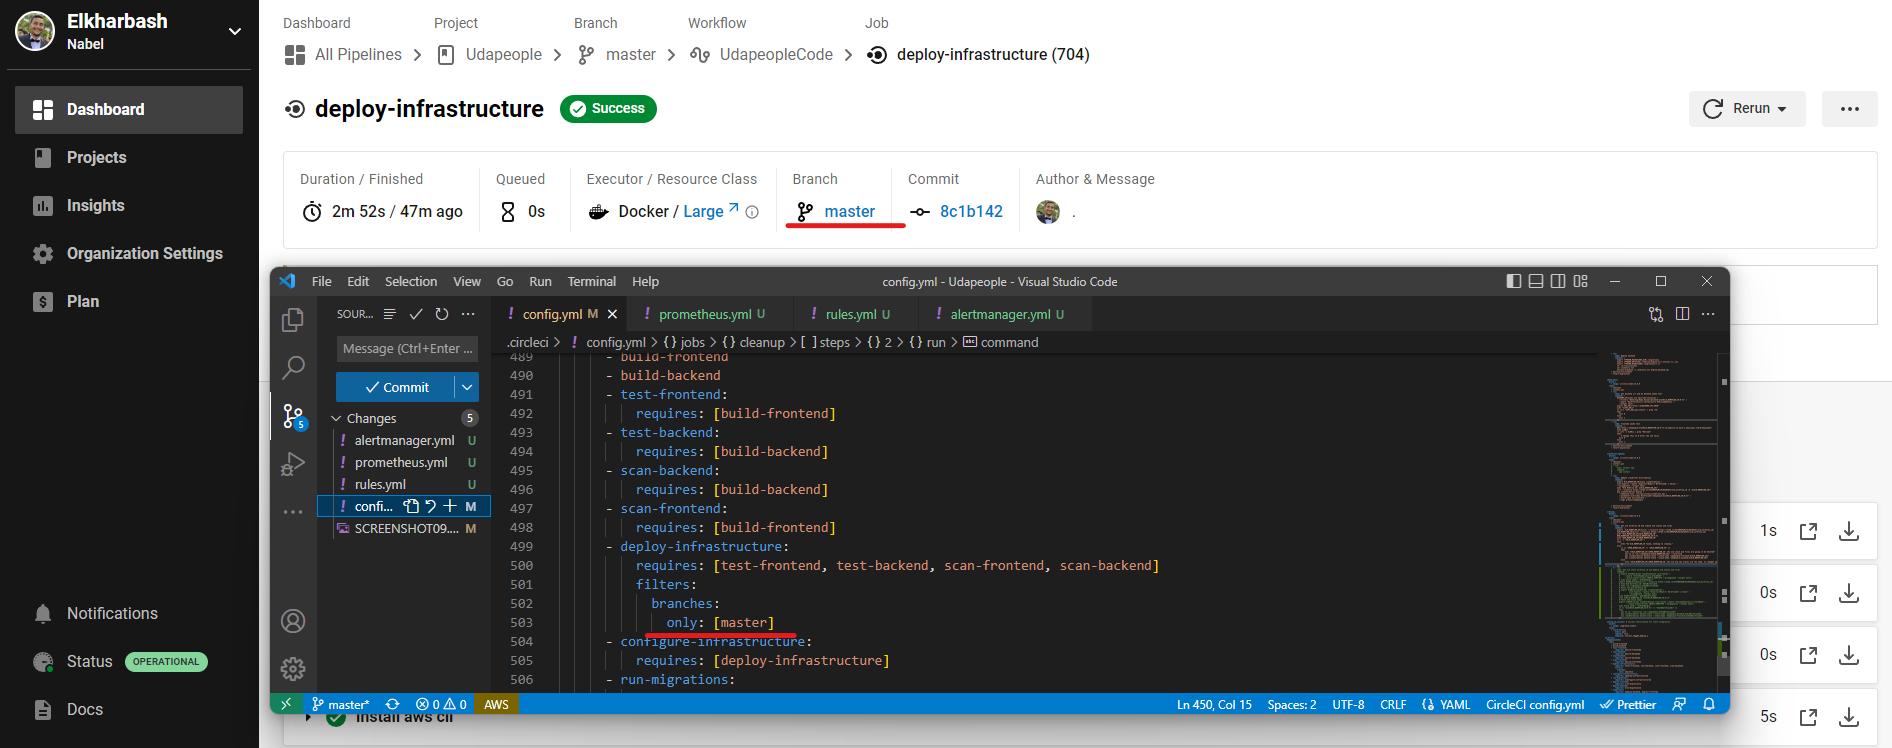 Elkharbash
Nabel
Dashboard
Projects
Insights
Organization Settings
$ Plan
Notifications
Status OPERATIONAL
Docs
Dashboard Project Branch Workflow Job
All Pipelines Udapeople master UdapeopleCode deploy-infrastructure (704)
deploy-infrastructure Success
Rerun
Duration / Finished Queued Executor / Resource Class Branch Commit Author & Message
2m 52s / 47m ago 0s Docker / Large master 8c1b142 .
File Edit Selection View Go Run Terminal Help config.yml - Udapeople - Visual Studio Code
SOUR...
! config.yml M ! prometheus.yml U ! rules.yml U ! alertmanager.yml U
Message (Ctrl+Enter ...
.circleci > ! config.yml > {} jobs > {} cleanup > [ ] steps > {} 2 > {} run > abc command
Commit
Changes 5
5
! alertmanager.yml U
! prometheus.yml U
! rules.yml U
! config... M
SCREENSHOT09.... M
489 - build-frontend
490 - build-backend
491 - test-frontend:
492 requires: [build-frontend]
493 - test-backend:
494 requires: [build-backend]
495 - scan-backend:
496 requires: [build-backend]
497 - scan-frontend:
498 requires: [build-frontend]
499 - deploy-infrastructure:
500 requires: [test-frontend, test-backend, scan-frontend, scan-backend]
501 filters:
502 branches:
503 only: [master]
504 - configure-infrastructure:
505 requires: [deploy-infrastructure]
506 - run-migrations:
master* 0 0 AWS Ln 450, Col 15 Spaces: 2 UTF-8 CRLF {} YAML CircleCI config.yml Prettier
1s
0s
0s
Install aws cli 5s